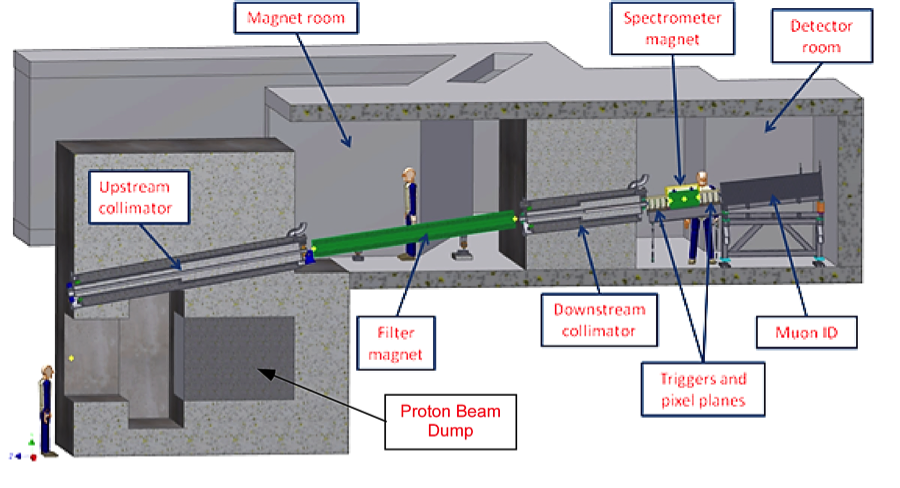 Magnet room
Spectrometer
magnet
Detector
room
Upstream
collimator
Filter
magnet
Downstream
collimator
Muon ID
Triggers and
pixel planes
Proton Beam
Dump